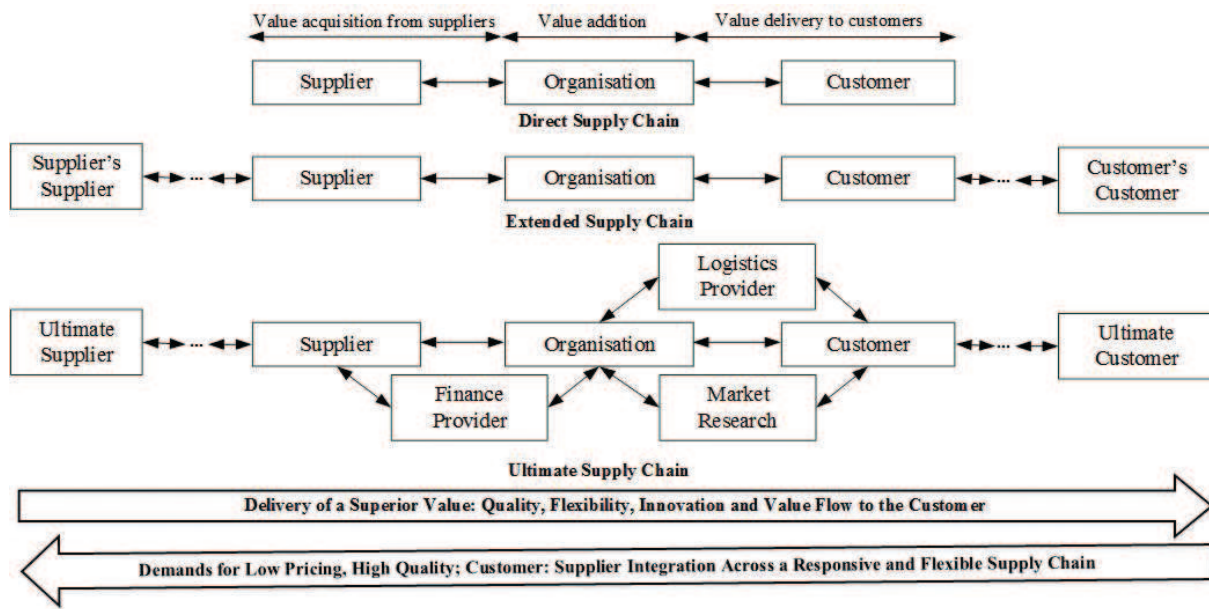 Value acquisition from suppliers Value addition Value delivery to customers
Supplier Organisation Customer
Direct Supply Chain
Supplier's
Supplier
...
Supplier Organisation Customer
...
Customer's
Customer
Extended Supply Chain
Logistics
Provider
Ultimate
Supplier
...
Supplier Organisation Customer
...
Ultimate
Customer
Finance
Provider
Market
Research
Ultimate Supply Chain
Delivery of a Superior Value: Quality, Flexibility, Innovation and Value Flow to the Customer
Demands for Low Pricing, High Quality; Customer: Supplier Integration Across a Responsive and Flexible Supply Chain